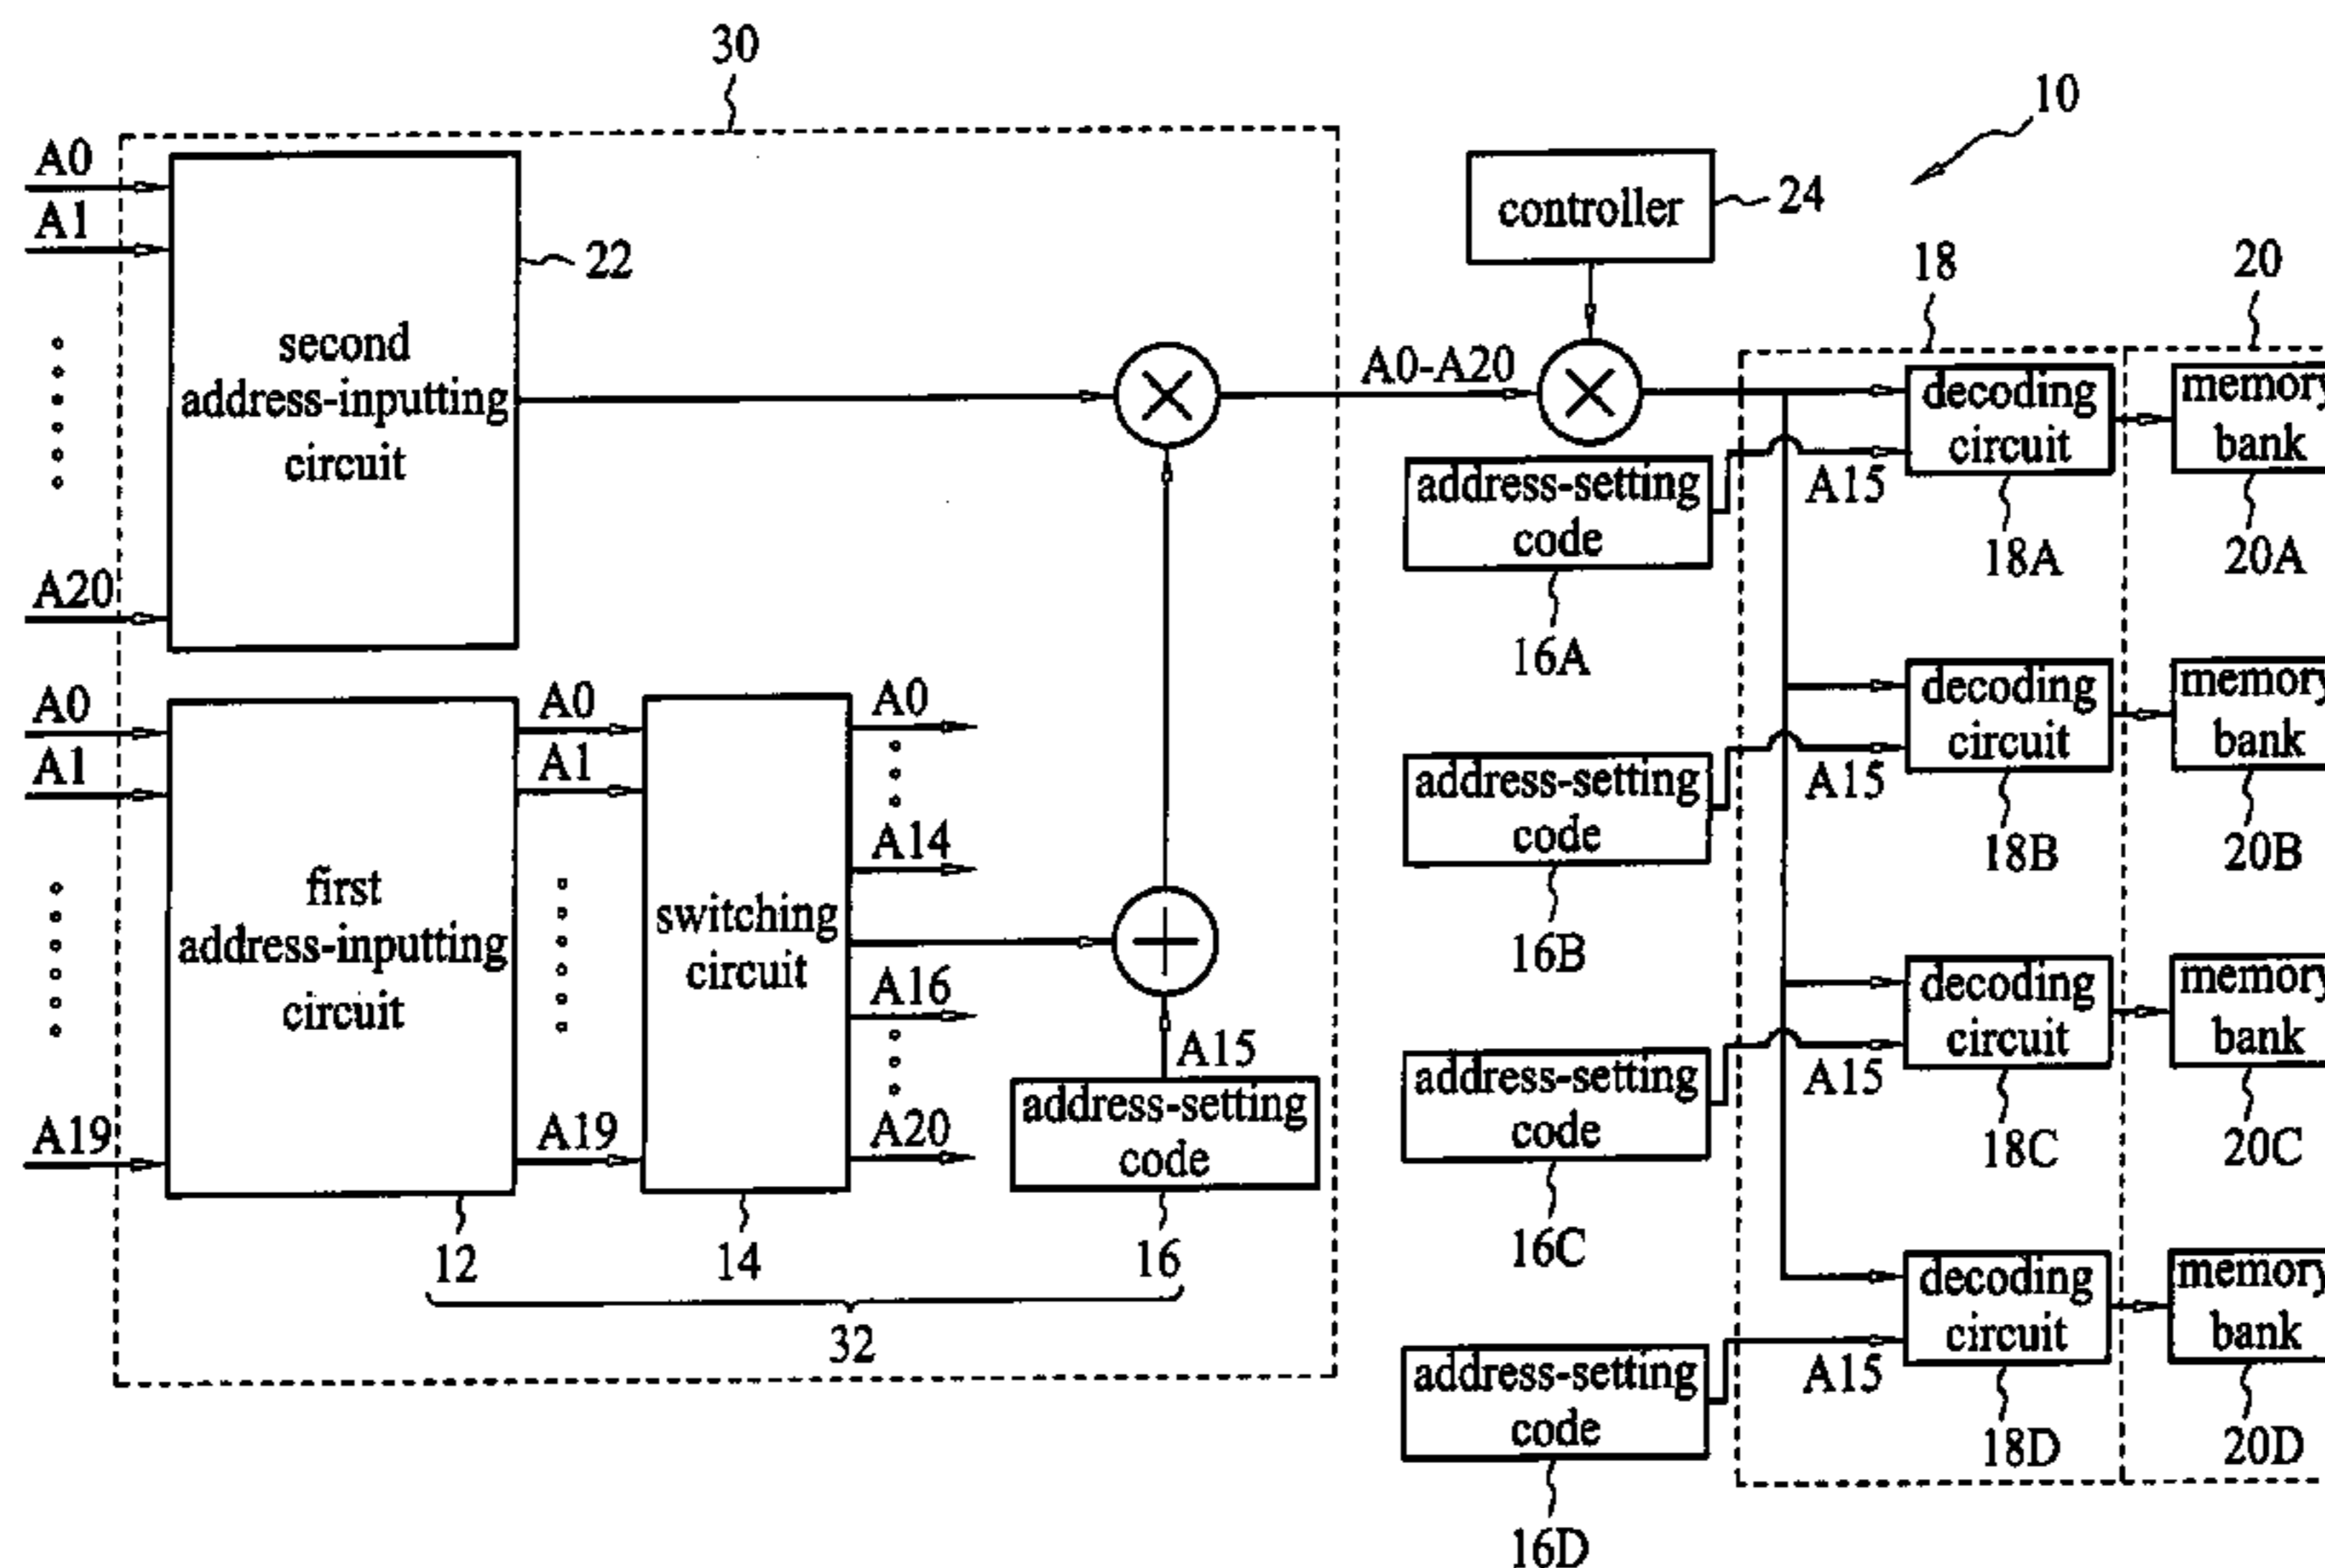 30
10
A0
A1
22
second
address-inputting
circuit
A20
controller
24
18
20
A0-A20
decoding
circuit
memory
bank
address-setting
code
A15
18A
20A
16A
A0
A1
A0
A1
A0
A14
first
address-inputting
circuit
switching
circuit
A16
A15
A19
A19
A20
address-setting
code
12
14
16
32
decoding
circuit
memory
bank
address-setting
code
A15
18B
20B
16B
decoding
circuit
memory
bank
address-setting
code
A15
18C
20C
16C
decoding
circuit
memory
bank
address-setting
code
A15
18D
20D
16D